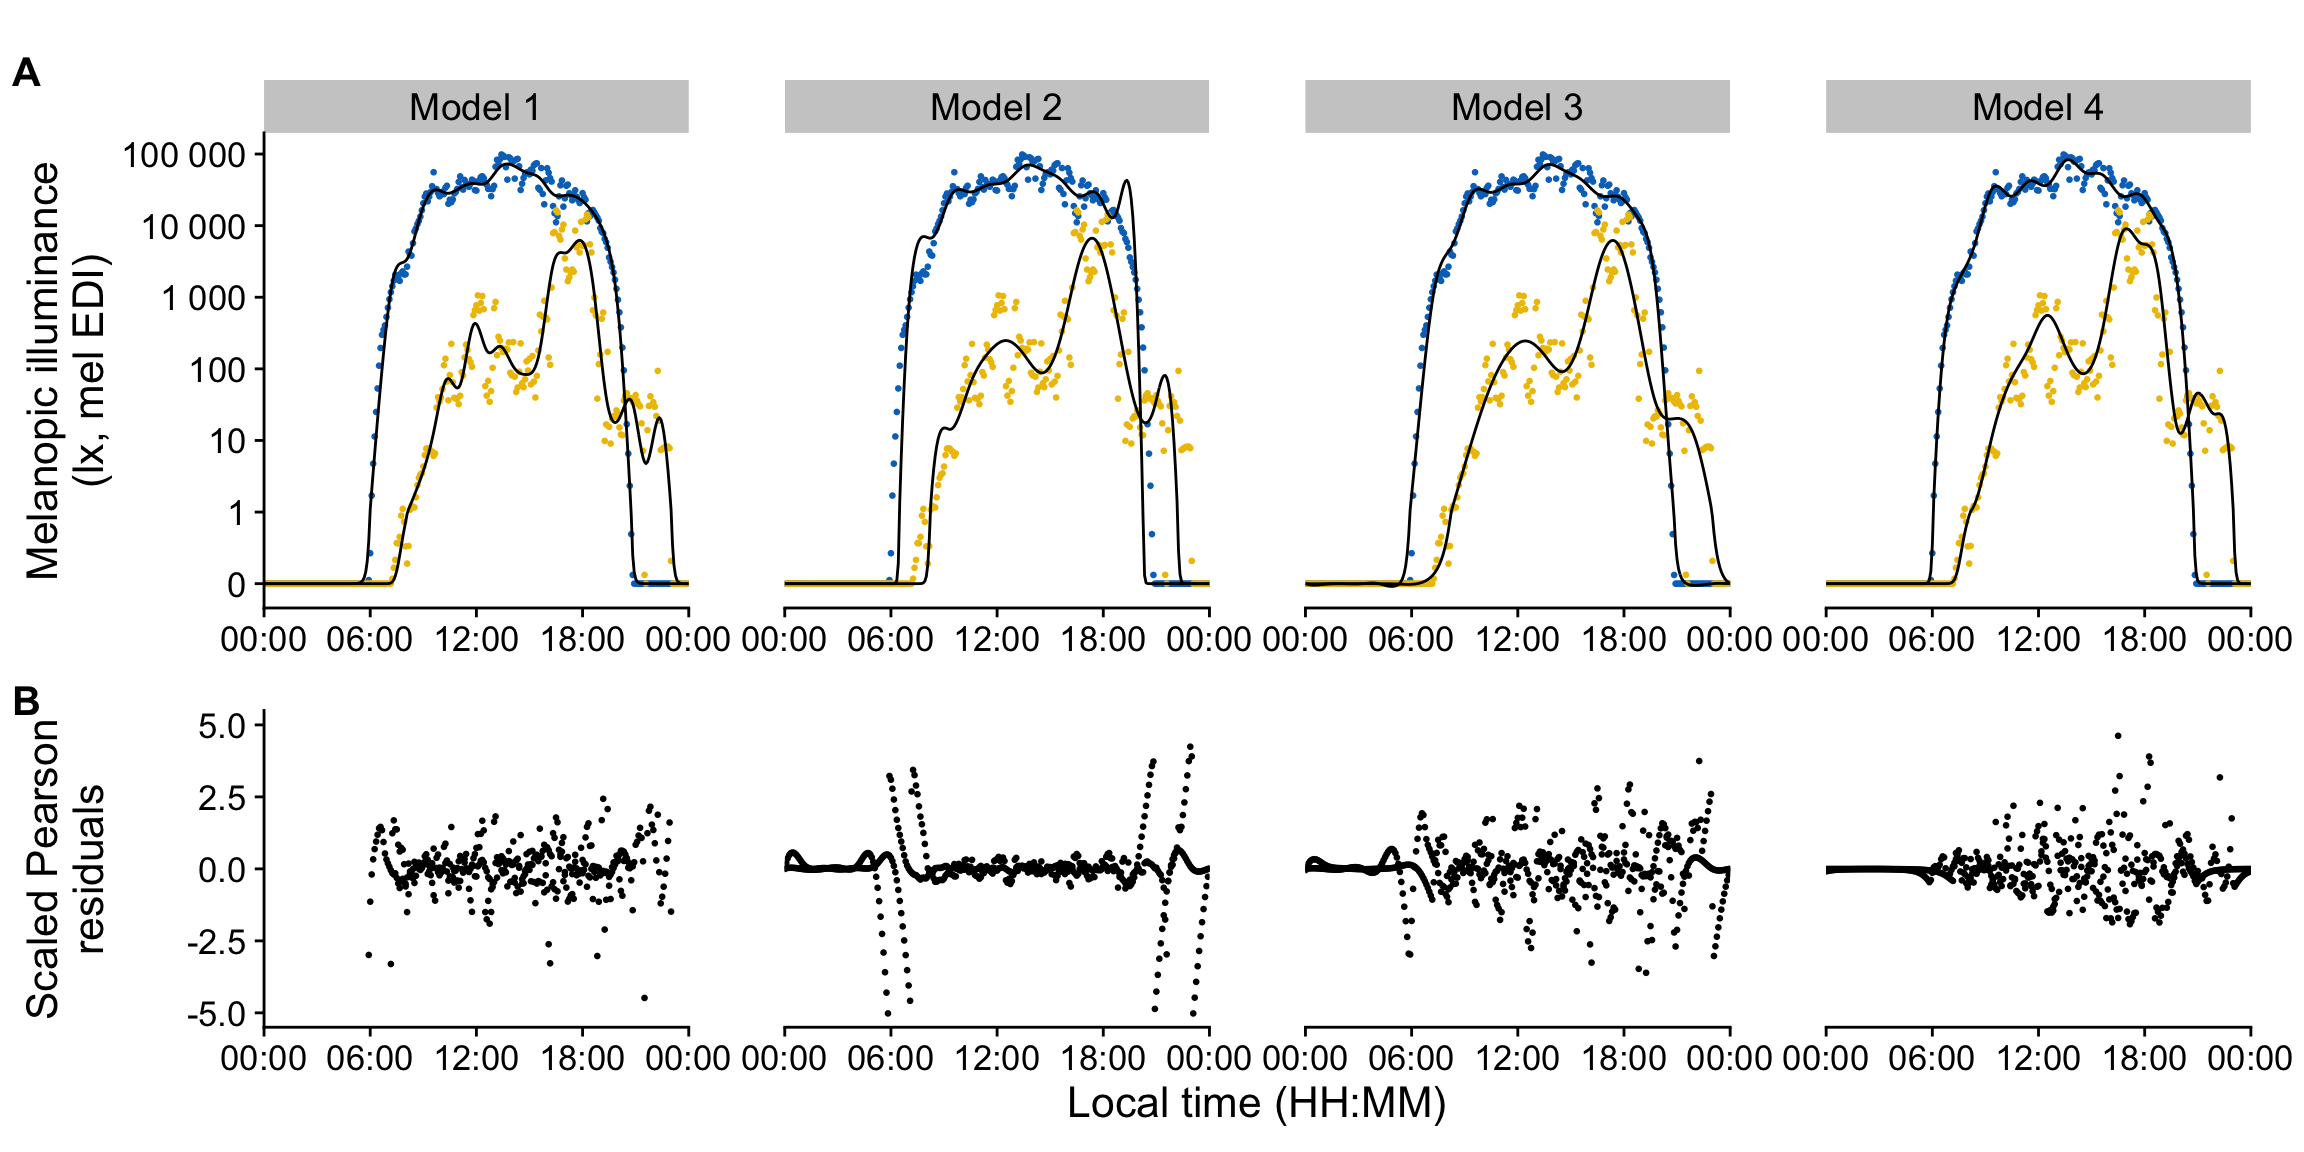 A
Model 1
Model 2
Model 3
Model 4
Melanopic illuminance
(lx, mel EDI)
100 000
10 000
1 000
100
10
1
0
00:00 06:00 12:00 18:00 00:00
00:00 06:00 12:00 18:00 00:00
00:00 06:00 12:00 18:00 00:00
00:00 06:00 12:00 18:00 00:00
B
Scaled Pearson
residuals
5.0
2.5
0.0
-2.5
-5.0
00:00 06:00 12:00 18:00 00:00
00:00 06:00 12:00 18:00 00:00
00:00 06:00 12:00 18:00 00:00
00:00 06:00 12:00 18:00 00:00
Local time (HH:MM)